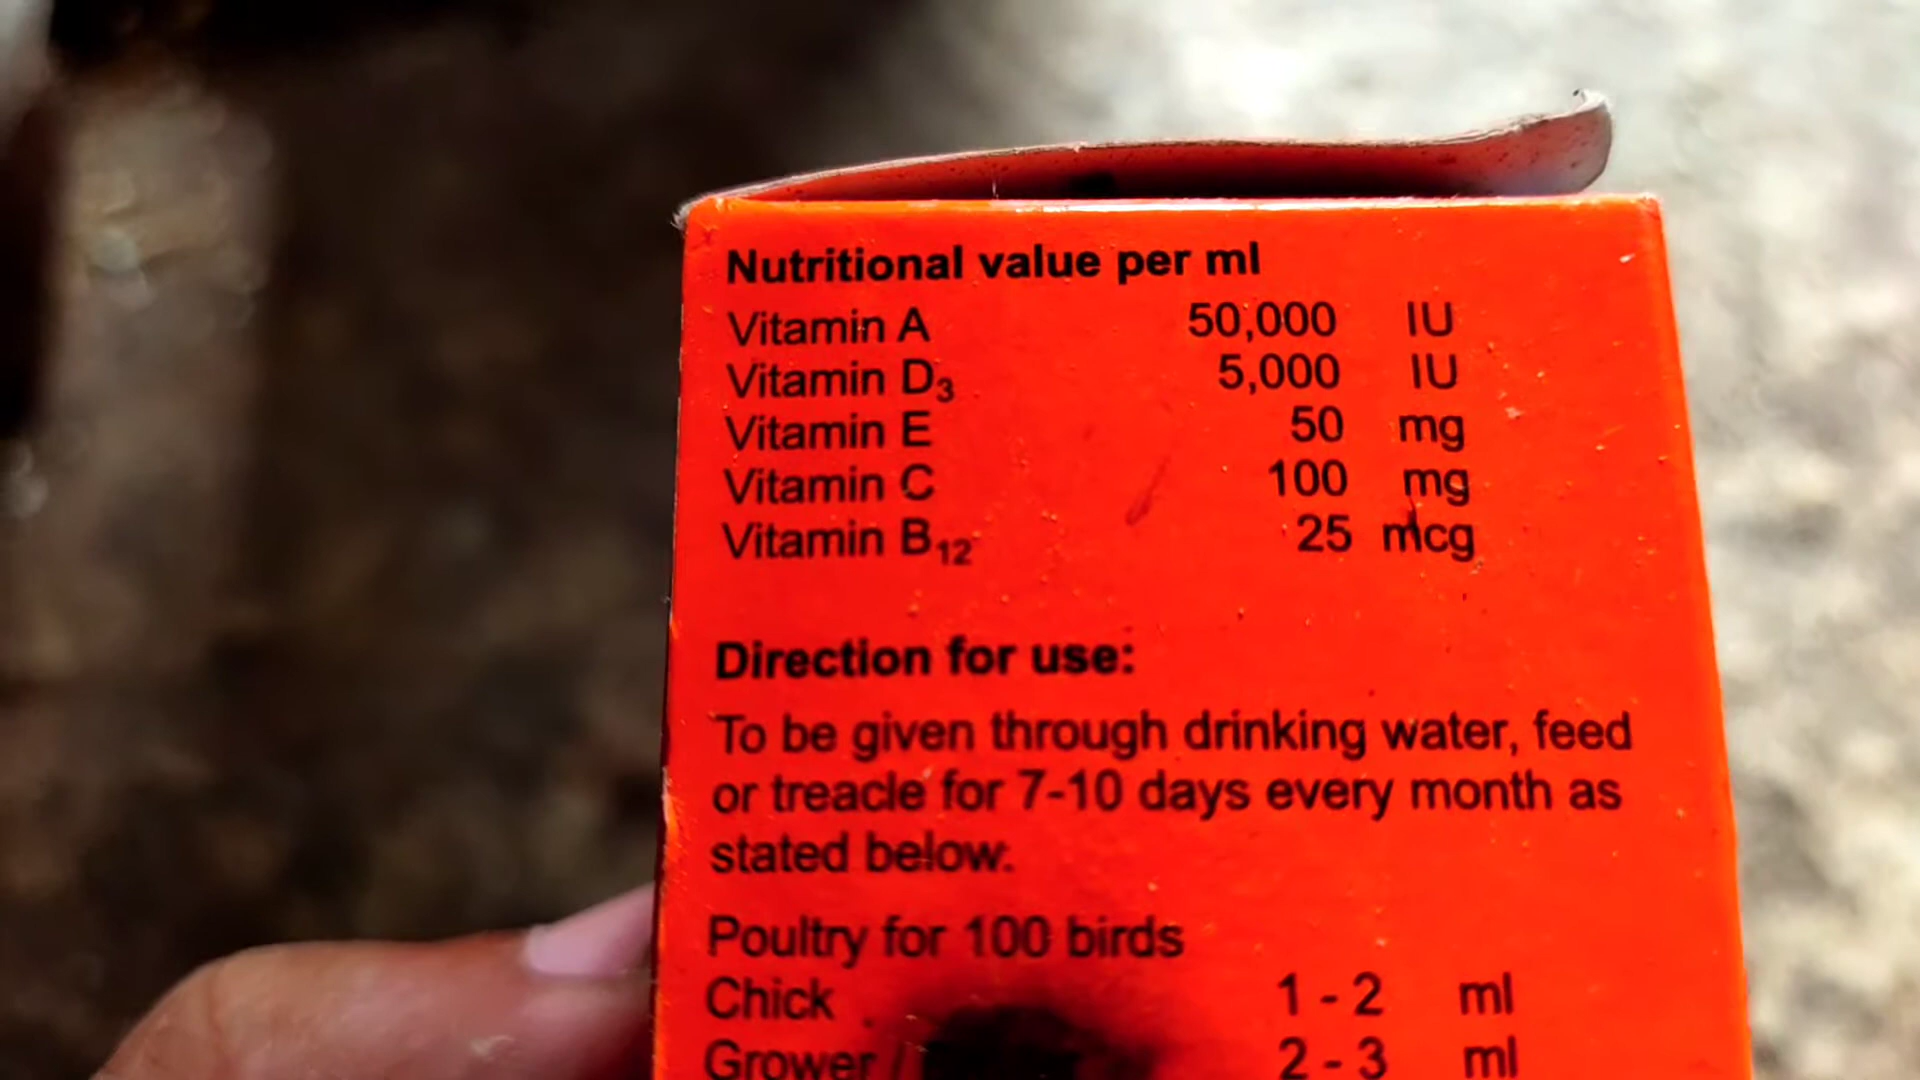 Nutritional value per ml
Vitamin A 50,000 IU
Vitamin D3 5,000 IU
Vitamin E 50 mg
Vitamin C 100 mg
Vitamin B12 25 mcg
Direction for use:
To be given through drinking water, feed
or treacle for 7-10 days every month as
stated below.
Poultry for 100 birds
Chick 1 - 2 ml
Grower 2 - 3 ml